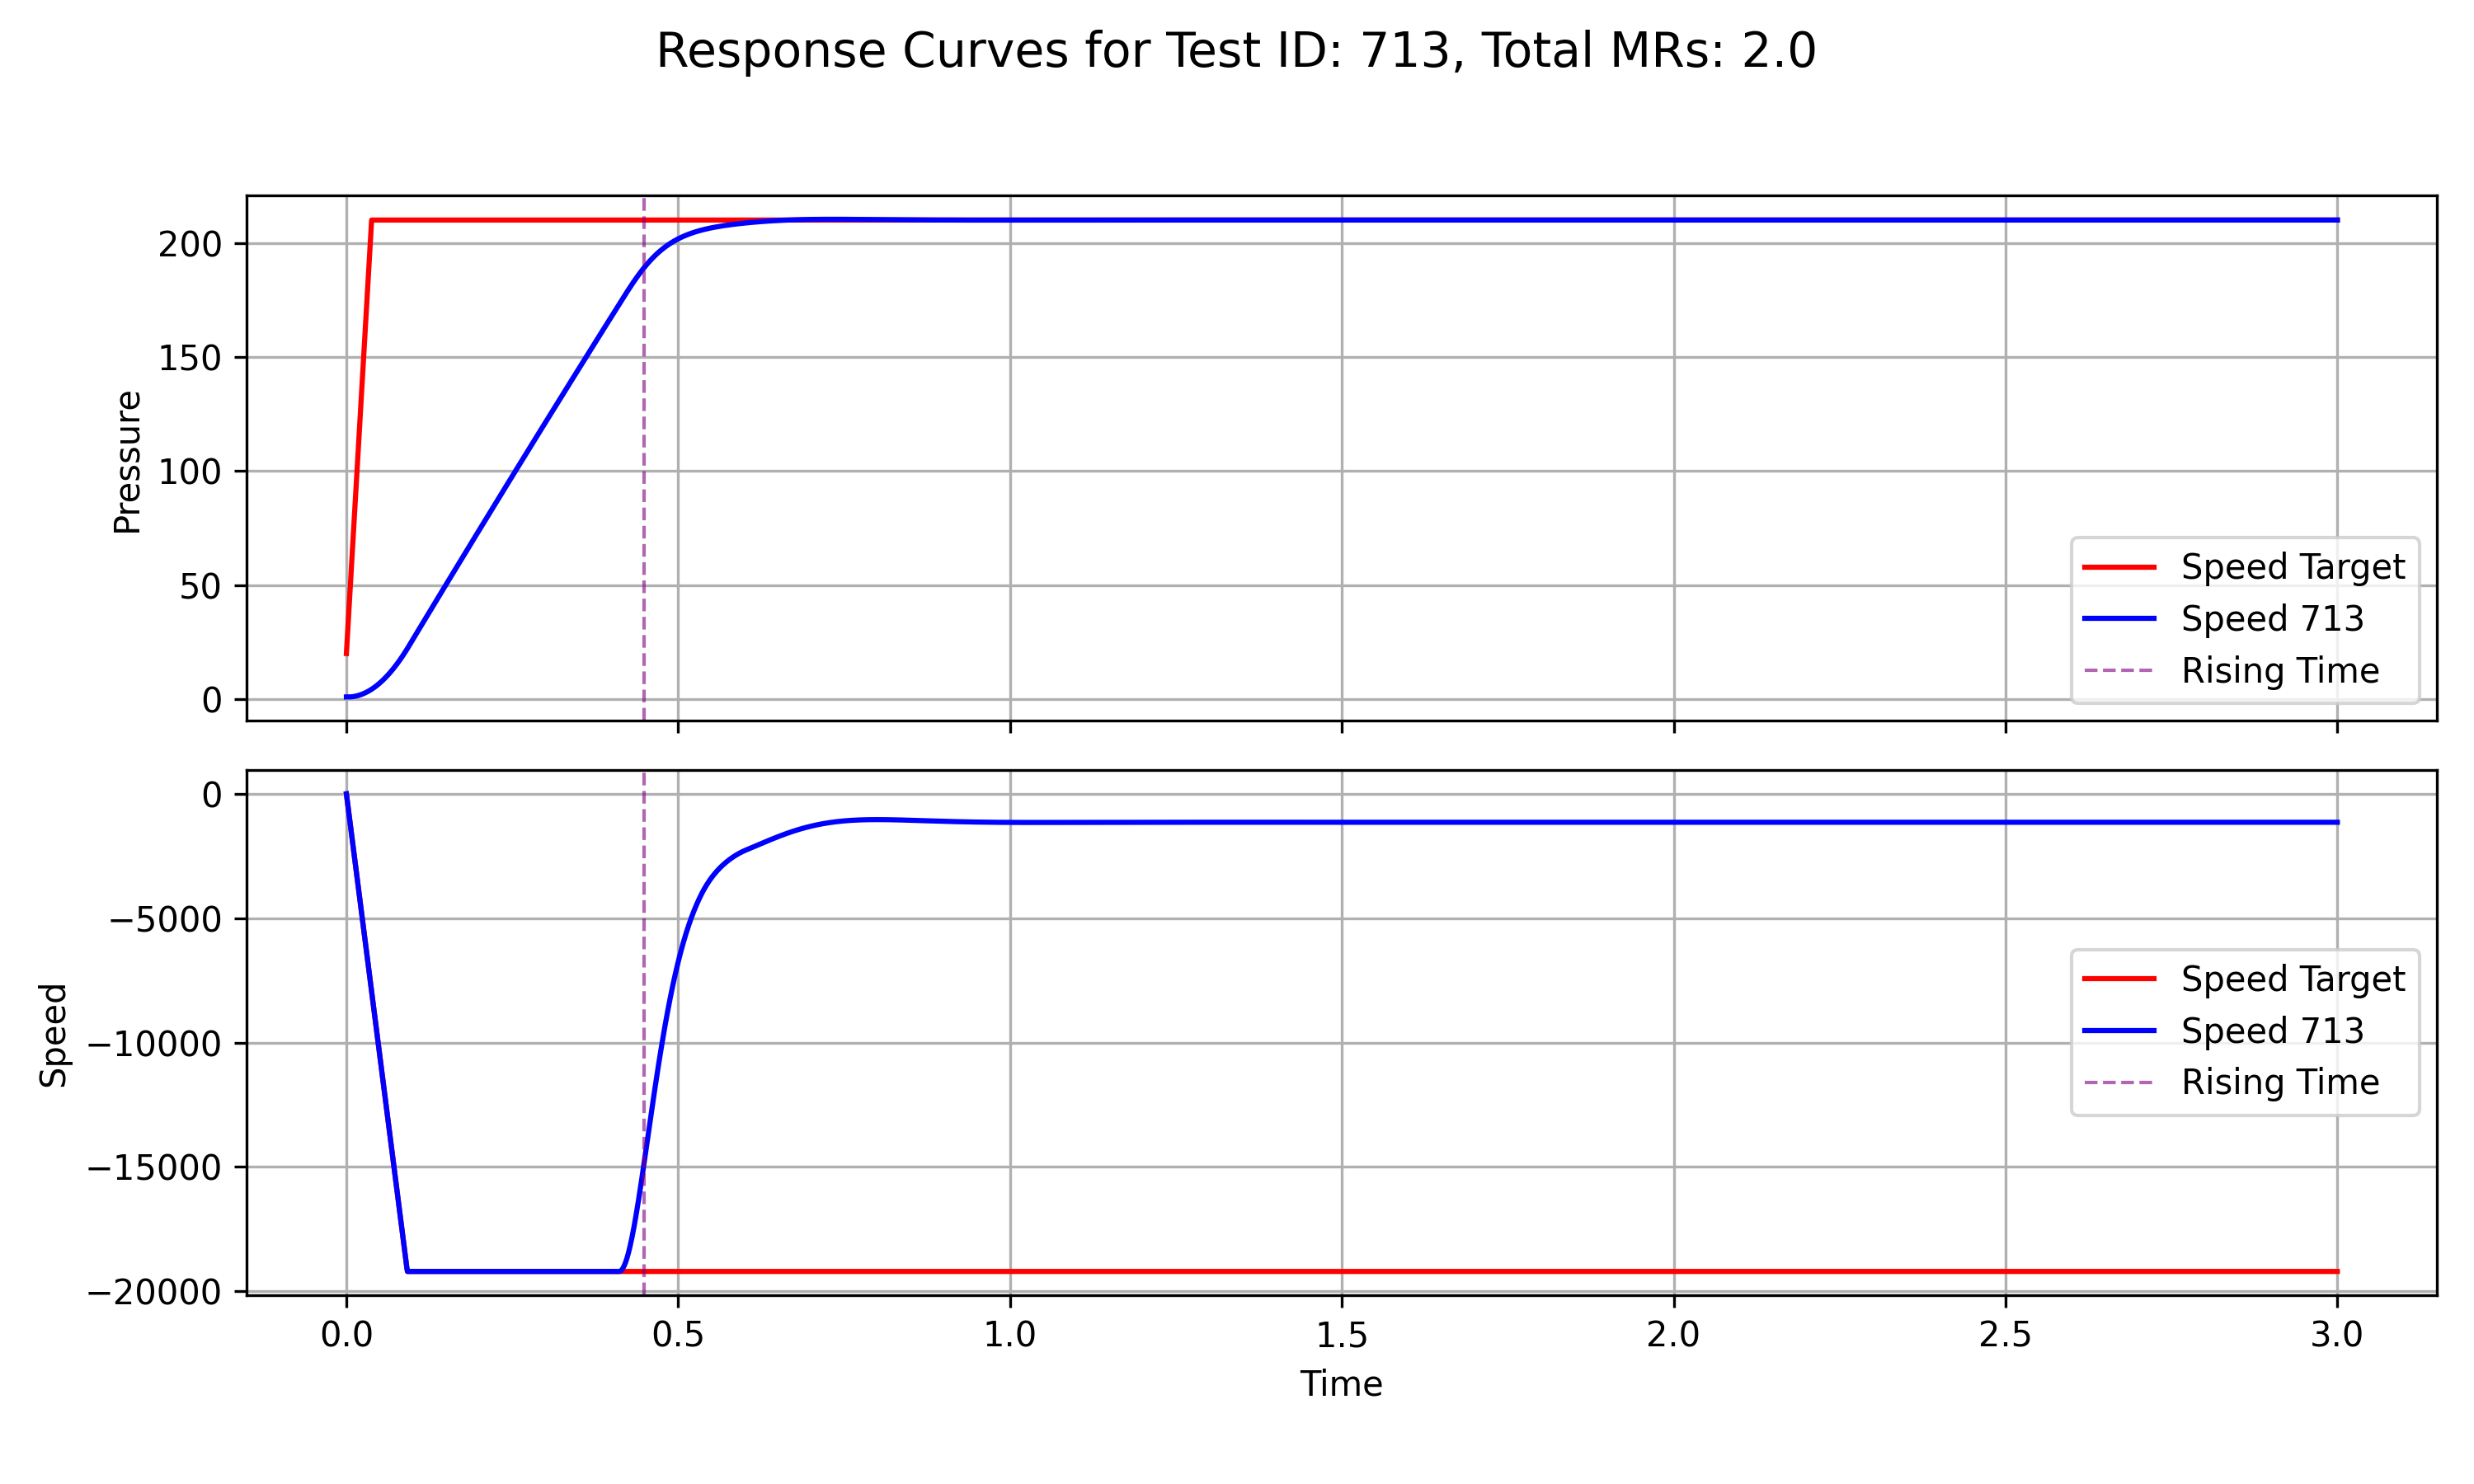 Response Curves for Test ID: 713, Total MRs: 2.0
Pressure
200
150
100
50
0
Speed Target
Speed 713
Rising Time
Speed
0
−5000
−10000
−15000
−20000
Speed Target
Speed 713
Rising Time
0.0 0.5 1.0 1.5 2.0 2.5 3.0
Time